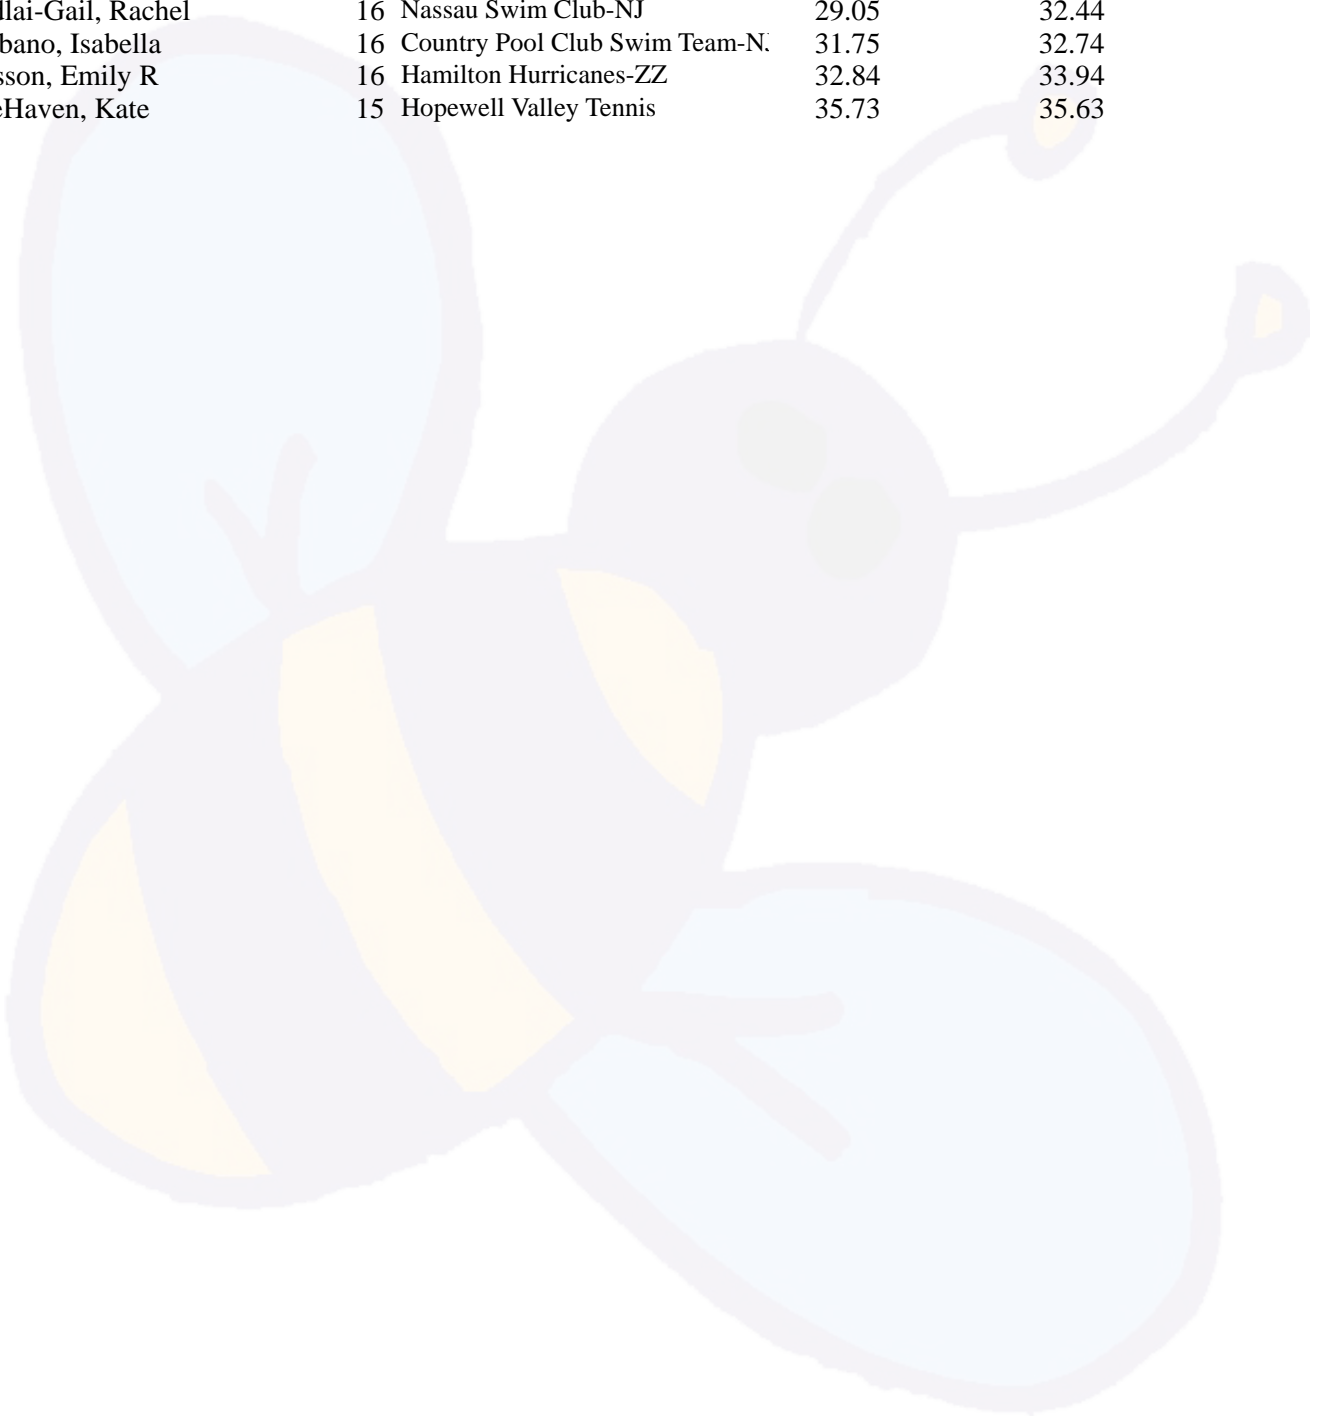 dlai-Gail, Rachel 16 Nassau Swim Club-NJ 29.05 32.44
bano, Isabella 16 Country Pool Club Swim Team-N 31.75 32.74
sson, Emily R 16 Hamilton Hurricanes-ZZ 32.84 33.94
eHaven, Kate 15 Hopewell Valley Tennis 35.73 35.63